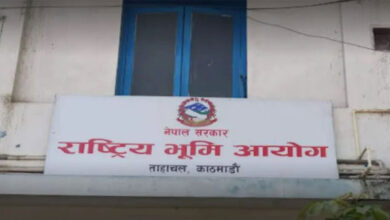 नेपाल सरकार
राष्ट्रिय भूमि आयोग
ताहाचल, काठमाडौं